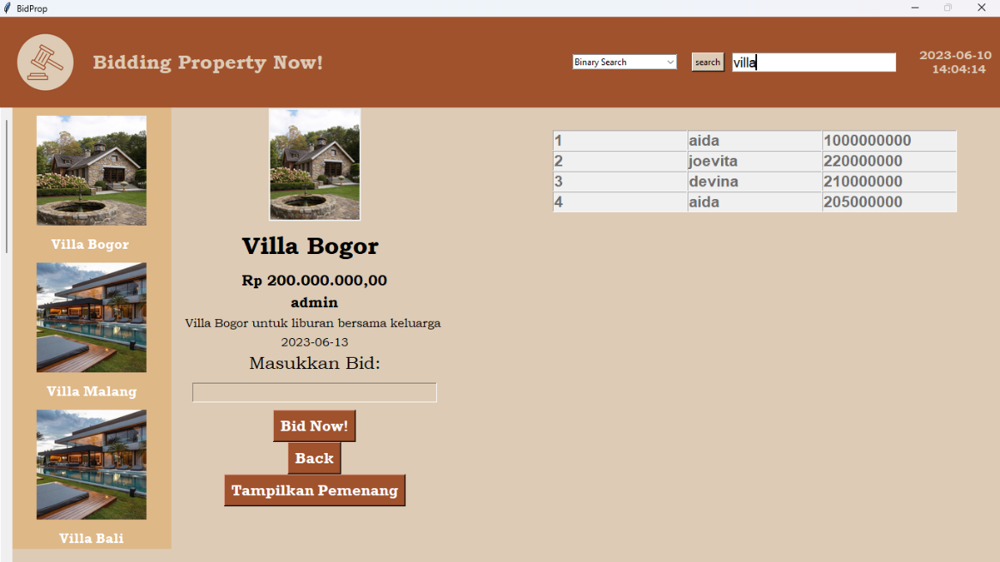 BidProp
Bidding Property Now!
Binary Search
search
villa
2023-06-10
14:04:14
Villa Bogor
Villa Malang
Villa Bali
Villa Bogor
Rp 200.000.000,00
admin
Villa Bogor untuk liburan bersama keluarga
2023-06-13
Masukkan Bid:
Bid Now!
Back
Tampilkan Pemenang
1 aida 1000000000
2 joevita 220000000
3 devina 210000000
4 aida 205000000